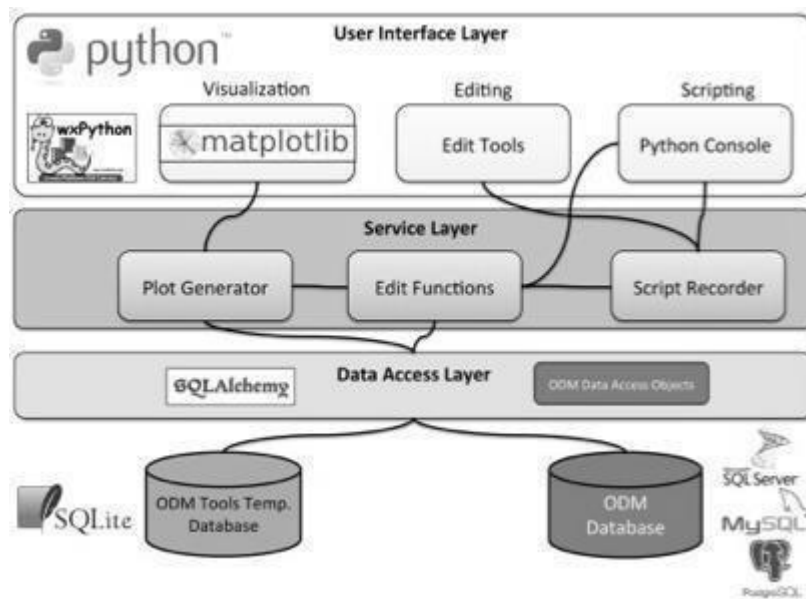 User Interface Layer
python™
Visualization
Editing
Scripting
wxPython
matplotlib
Edit Tools
Python Console
Service Layer
Plot Generator
Edit Functions
Script Recorder
Data Access Layer
SQLAlchemy
ODM Data Access Objects
SQLite
ODM Tools Temp.
Database
ODM
Database
SQL Server
MySQL
PostgreSQL